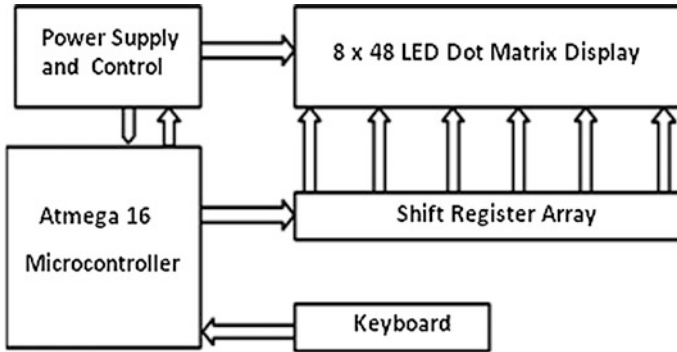 Power Supply
and Control
8 x 48 LED Dot Matrix Display
Atmega 16
Microcontroller
Shift Register Array
Keyboard